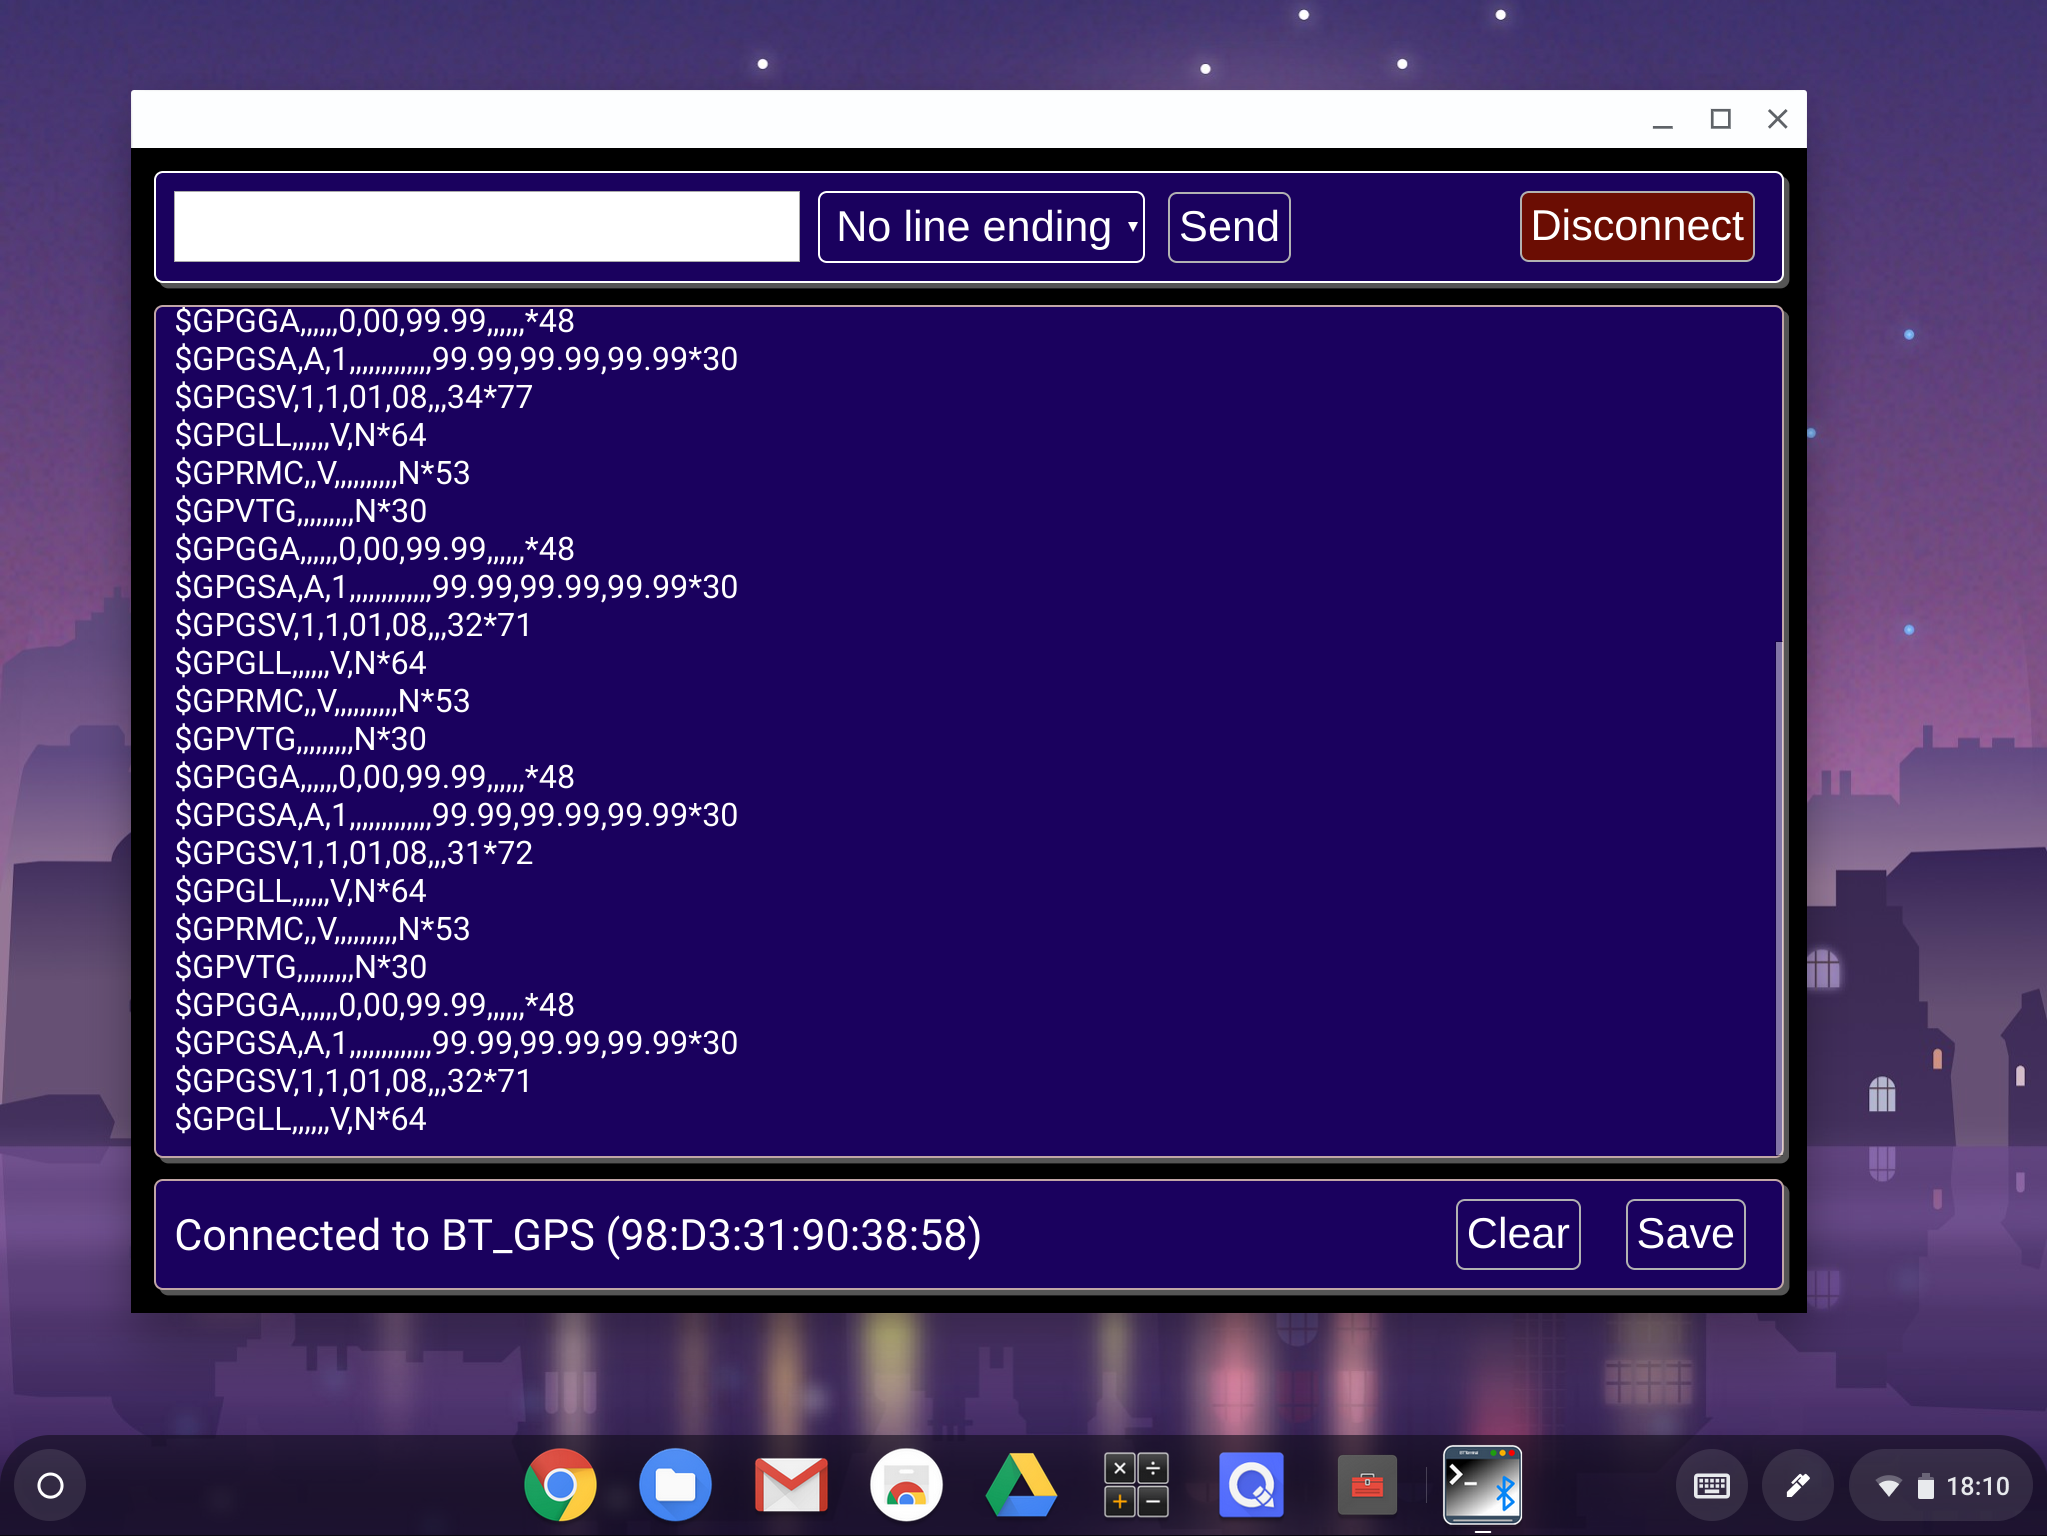 No line ending
Send
Disconnect
$GPGGA,,,,,,0,00,99.99,,,,,,*48
$GPGSA,A,1,,,,,,,,,,,,,99.99,99.99,99.99*30
$GPGSV,1,1,01,08,,,34*77
$GPGLL,,,,,,V,N*64
$GPRMC,,V,,,,,,,,,,N*53
$GPVTG,,,,,,,,,N*30
$GPGGA,,,,,,0,00,99.99,,,,,,*48
$GPGSA,A,1,,,,,,,,,,,,,99.99,99.99,99.99*30
$GPGSV,1,1,01,08,,,32*71
$GPGLL,,,,,,V,N*64
$GPRMC,,V,,,,,,,,,,N*53
$GPVTG,,,,,,,,,N*30
$GPGGA,,,,,,0,00,99.99,,,,,,*48
$GPGSA,A,1,,,,,,,,,,,,,99.99,99.99,99.99*30
$GPGSV,1,1,01,08,,,31*72
$GPGLL,,,,,,V,N*64
$GPRMC,,V,,,,,,,,,,N*53
$GPVTG,,,,,,,,,N*30
$GPGGA,,,,,,0,00,99.99,,,,,,*48
$GPGSA,A,1,,,,,,,,,,,,,99.99,99.99,99.99*30
$GPGSV,1,1,01,08,,,32*71
$GPGLL,,,,,,V,N*64
Connected to BT_GPS (98:D3:31:90:38:58)
Clear
Save
18:10